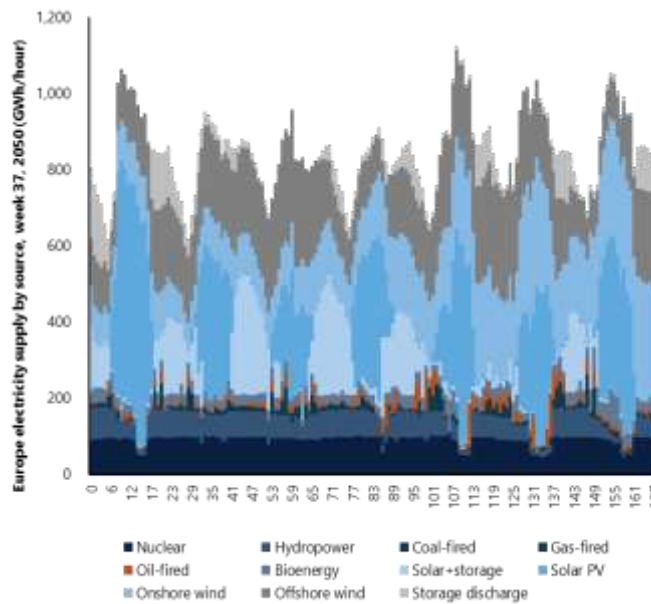 Europe electricity supply by source, week 37, 2050 (GWh/hour)
1,200
1,000
800
600
400
200
0
0 6 12 17 23 29 35 41 47 53 59 65 71 77 83 89 95 101 107 113 119 125 131 137 143 149 155 161 167
Nuclear Hydropower Coal-fired Gas-fired
Oil-fired Bioenergy Solar+storage Solar PV
Onshore wind Offshore wind Storage discharge